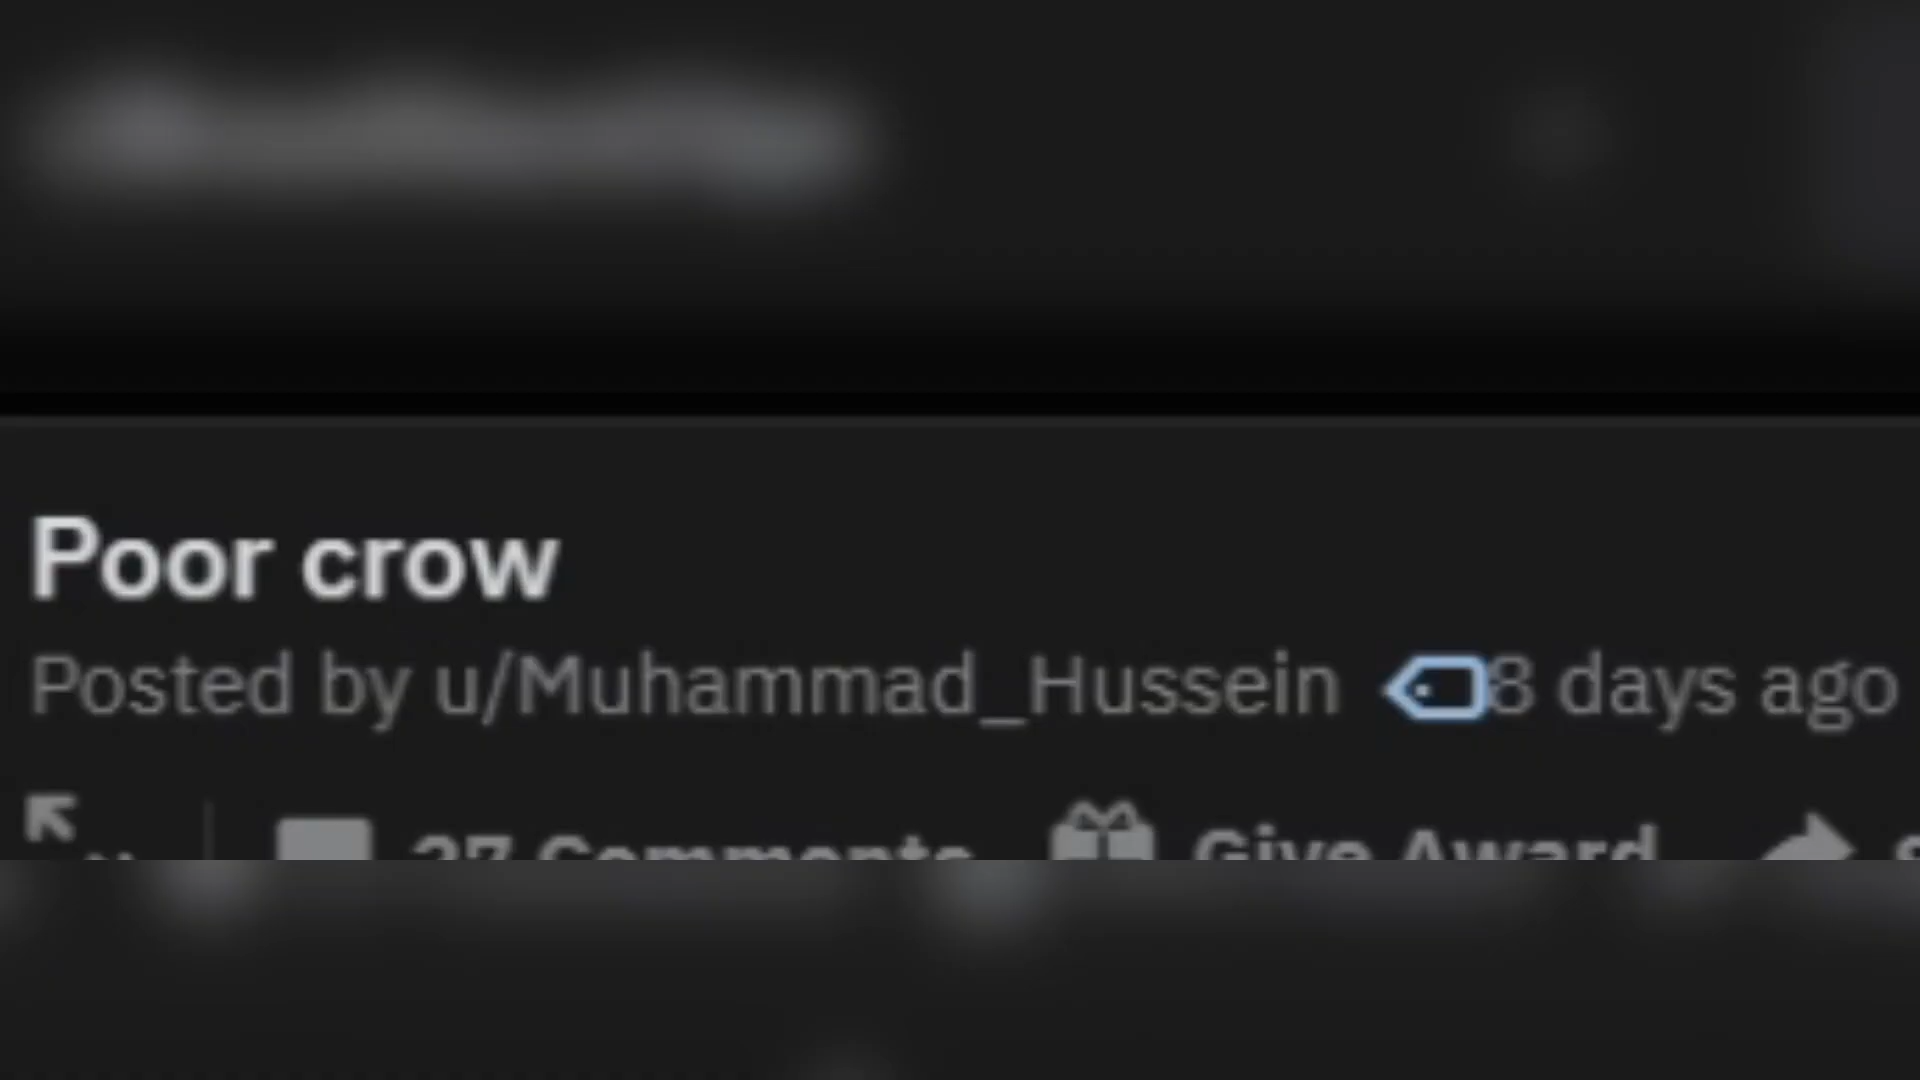 Poor crow
Posted by u/Muhammad_Hussein 8 days ago
27 Comments Give Award